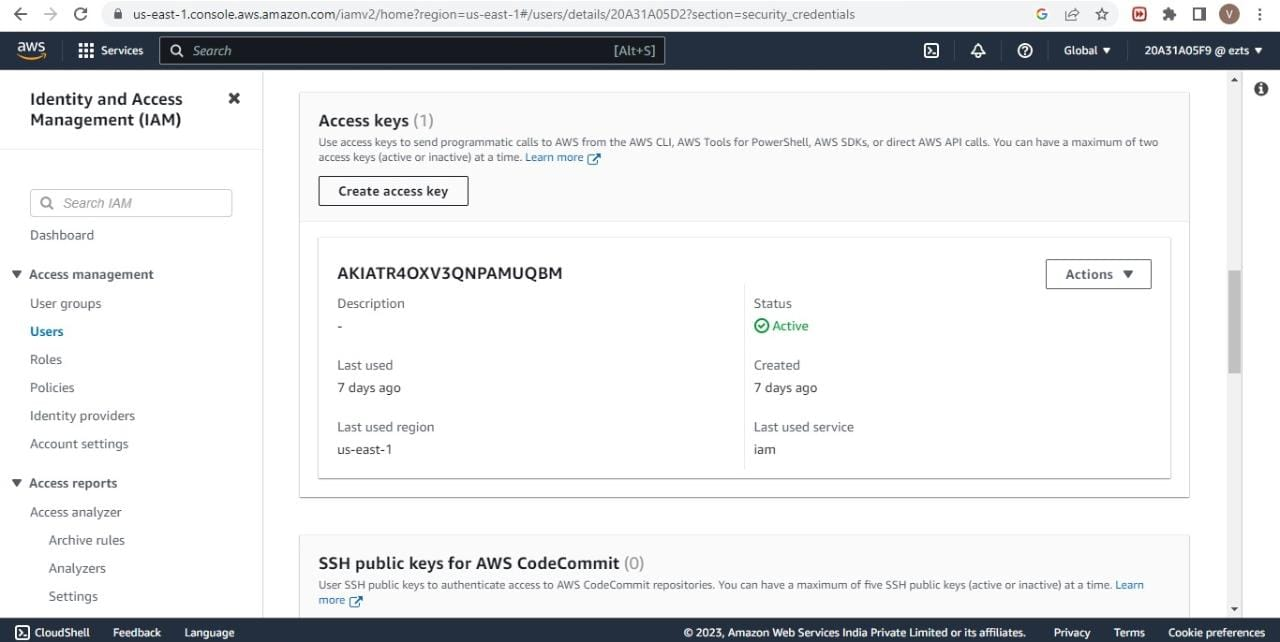 us-east-1.console.aws.amazon.com/iamv2/home?region=us-east-1#/users/details/20A31A05D2?section=security_credentials
V
aws Services Search [Alt+S] Global 20A31A05F9 @ ezts
Identity and Access
Management (IAM)
Search IAM
Dashboard
Access management
User groups
Users
Roles
Policies
Identity providers
Account settings
Access reports
Access analyzer
Archive rules
Analyzers
Settings
Access keys (1)
Use access keys to send programmatic calls to AWS from the AWS CLI, AWS Tools for PowerShell, AWS SDKs, or direct AWS API calls. You can have a maximum of two
access keys (active or inactive) at a time. Learn more
Create access key
AKIATR4OXV3QNPAMUQBM
Actions
Description
-
Status
Active
Last used
7 days ago
Created
7 days ago
Last used region
us-east-1
Last used service
iam
SSH public keys for AWS CodeCommit (0)
User SSH public keys to authenticate access to AWS CodeCommit repositories. You can have a maximum of five SSH public keys (active or inactive) at a time. Learn
more
CloudShell Feedback Language © 2023, Amazon Web Services India Private Limited or its affiliates. Privacy Terms Cookie preferences